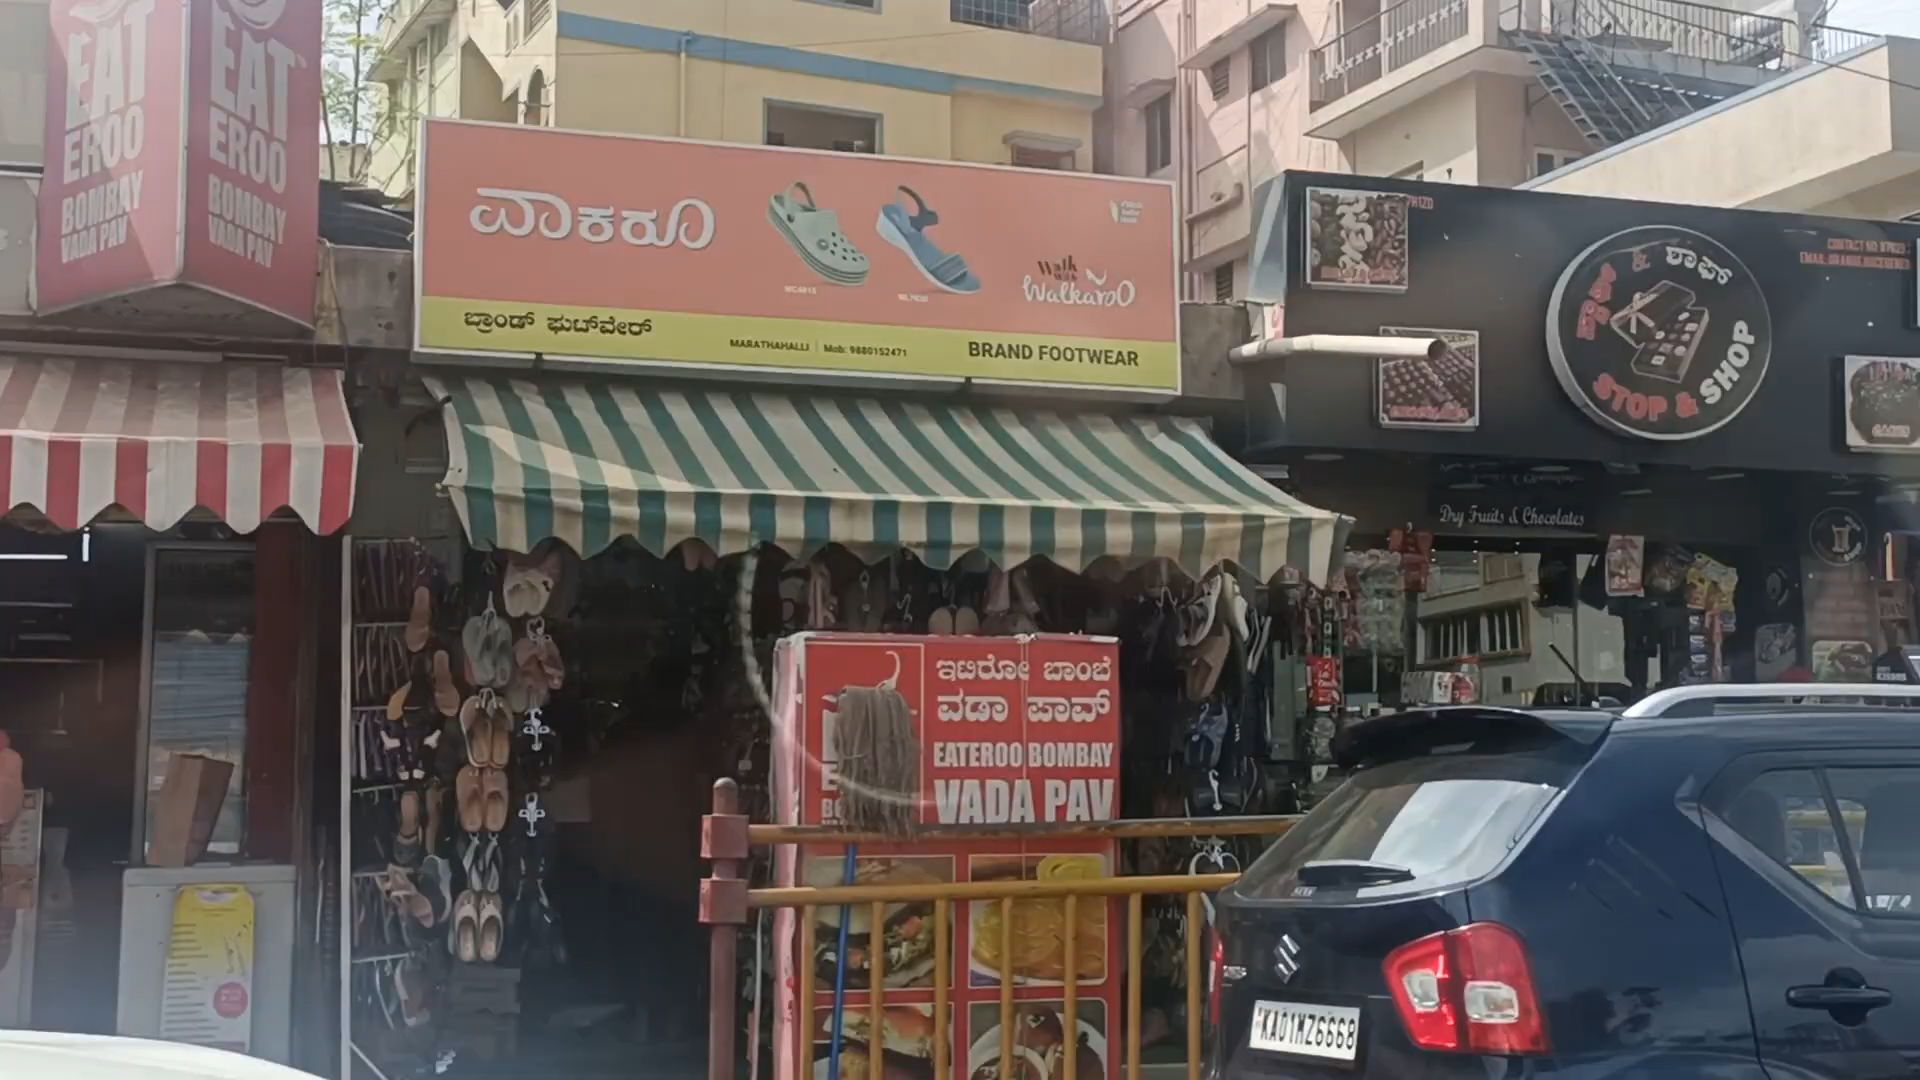 EAT
EROO
BOMBAY
VADA PAV
EAT
EROO
BOMBAY
VADA PAV
ವಾಕರೂ
Walk
with
Walkaroo
ಬ್ರಾಂಡ್ ಫುಟ್‌ವೇರ್
MARATHAHALLI | Mob: 9880152471
BRAND FOOTWEAR
& ಶಾಫ್
STOP & SHOP
Dry Fruits & Chocolates
ಇಟಿರೋ ಬಾಂಬೆ
ವಡಾ ಪಾವ್
EATEROO BOMBAY
VADA PAV
KA01MZ6668